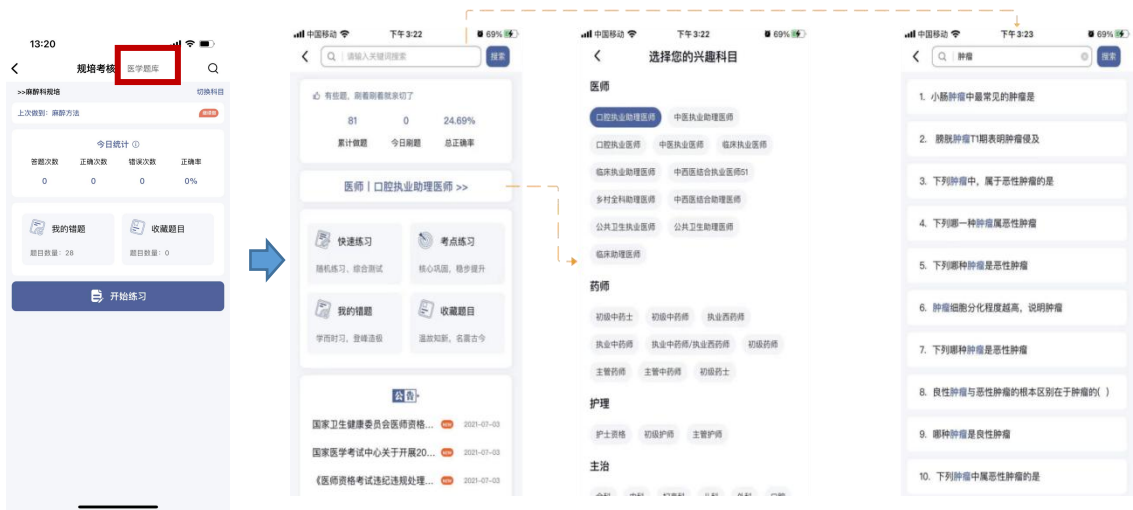 13:20
规培考核 医学题库
>>麻醉科规培 切换科目
上次做到：麻醉方法
今日统计
答题次数 正确次数 错误次数 正确率
0 0 0 0%
我的错题 收藏题目
题目数量：28 题目数量：0
开始练习
中国移动 下午3:22 69%
请输入关键词搜索 搜索
有些题，刷着刷着就亲切了
81 0 24.69%
累计做题 今日刷题 总正确率
医师丨口腔执业助理医师 >>
快速练习 考点练习
随机练习、综合测试 核心巩固、稳步提升
我的错题 收藏题目
学而时习、登峰造极 温故知新，名震古今
公告
国家卫生健康委员会医师资格... NEW 2021-07-03
国家医学考试中心关于开展20... NEW 2021-07-03
《医师资格考试违纪违规处理... NEW 2021-07-03
中国移动 下午3:22 69%
选择您的兴趣科目
医师
口腔执业助理医师 中医执业助理医师
口腔执业医师 中医执业医师 临床执业医师
临床执业助理医师 中西医结合执业医师51
乡村全科助理医师 中西医结合助理医师
公共卫生执业医师 公共卫生助理医师
临床助理医师
药师
初级中药士 初级中药师 执业西药师
执业中药师 执业中药师/执业西药师 初级药师
主管药师 主管中药师 初级药士
护理
护士资格 初级护师 主管护师
主治
中国移动 下午3:23 69%
肿瘤 搜索
1. 小肠肿瘤中最常见的肿瘤是
2. 膀胱肿瘤T1期表明肿瘤侵及
3. 下列肿瘤中，属于恶性肿瘤的是
4. 下列哪一种肿瘤属恶性肿瘤
5. 下列哪种肿瘤是恶性肿瘤
6. 肿瘤细胞分化程度越高，说明肿瘤
7. 下列哪种肿瘤是恶性肿瘤
8. 良性肿瘤与恶性肿瘤的根本区别在于肿瘤的( )
9. 哪种肿瘤是良性肿瘤
10. 下列肿瘤中属恶性肿瘤的是